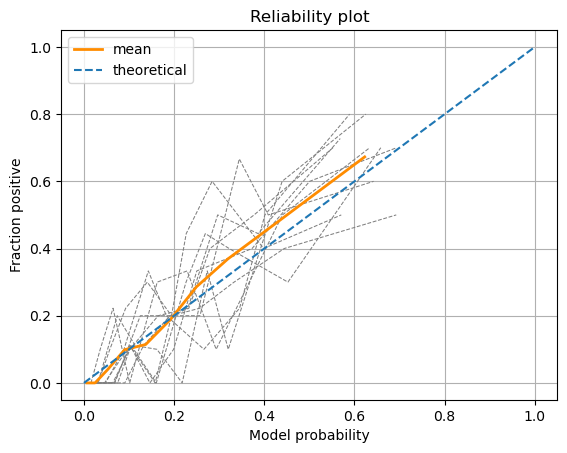 Reliability plot
mean
theoretical
1.0
0.8
0.6
0.4
0.2
0.0
Fraction positive
0.0 0.2 0.4 0.6 0.8 1.0
Model probability